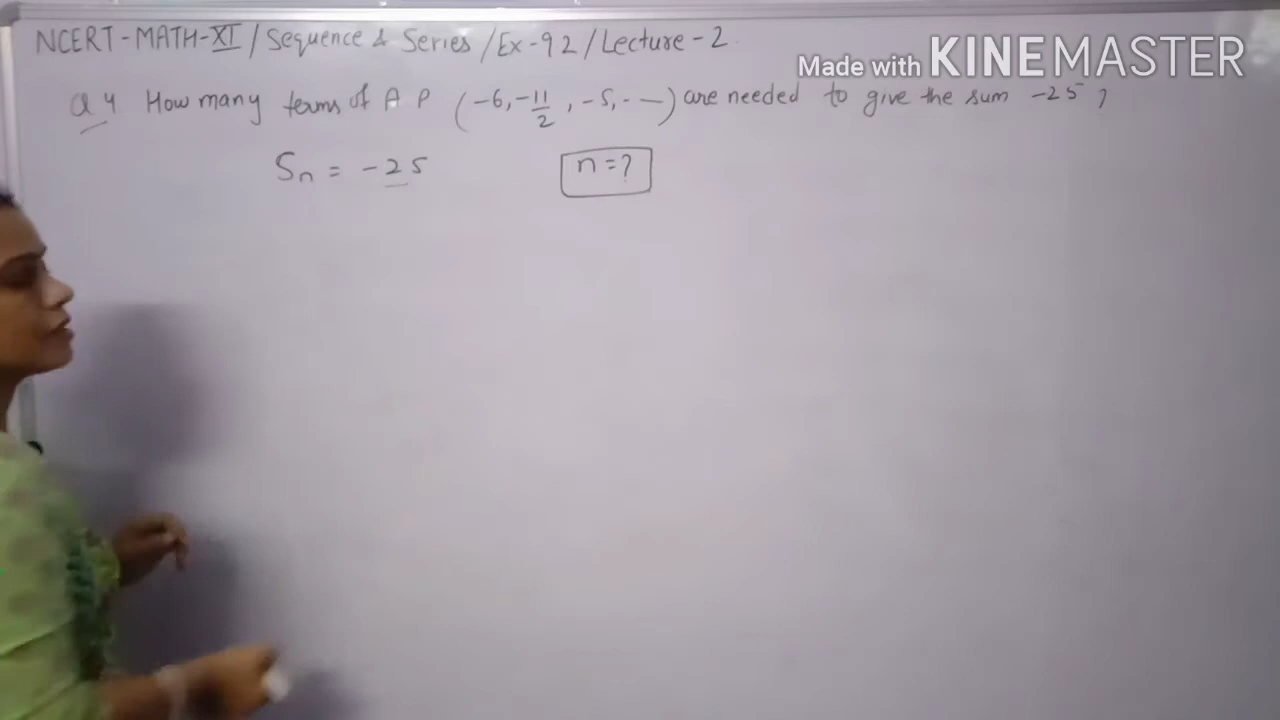 NCERT-MATH-XI / Sequence & Series / Ex-9.2 / Lecture-2
Made with KINEMASTER
Q 4 How many terms of A P (-6, -11/2, -5, - —) are needed to give the sum -25 ?
Sn = -25 n = ?